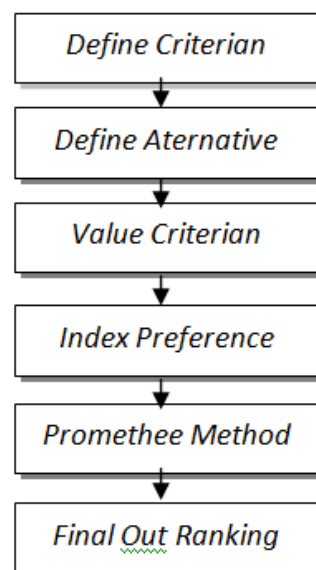 Define Criterian
Define Aternative
Value Criterian
Index Preference
Promethee Method
Final Out Ranking